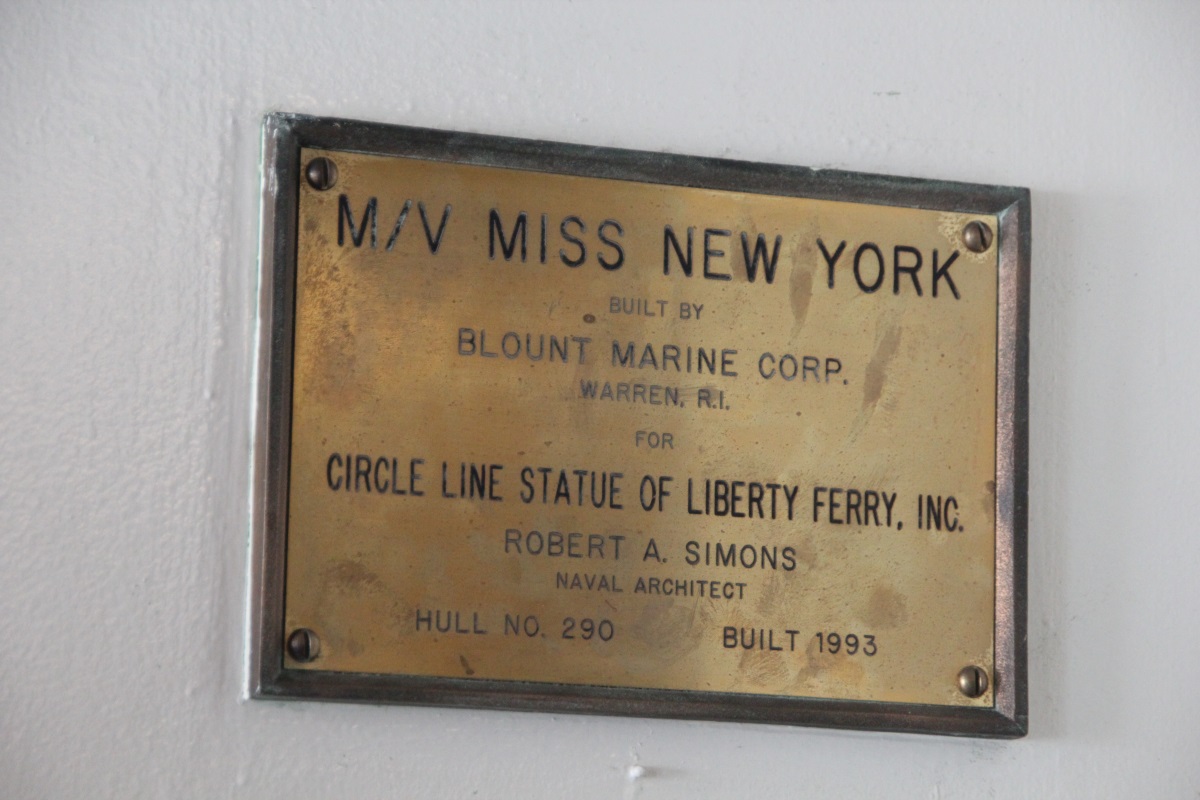 M/V MISS NEW YORK
BUILT BY
BLOUNT MARINE CORP.
WARREN, R.I.
FOR
CIRCLE LINE STATUE OF LIBERTY FERRY, INC.
ROBERT A. SIMONS
NAVAL ARCHITECT
HULL NO. 290 BUILT 1993